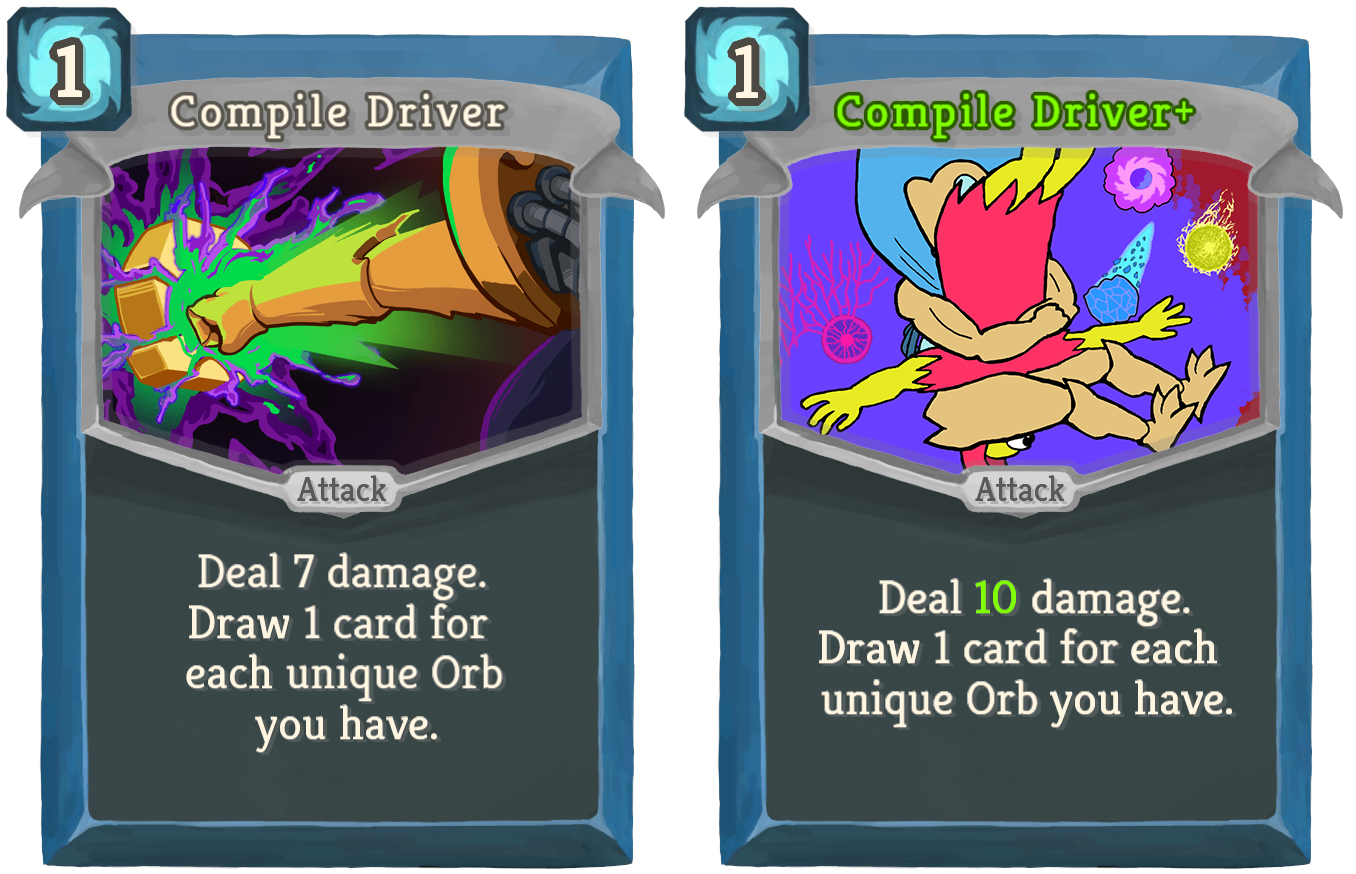 1
Compile Driver
Attack
Deal 7 damage.
Draw 1 card for
each unique Orb
you have.
1
Compile Driver+
Attack
Deal 10 damage.
Draw 1 card for each
unique Orb you have.